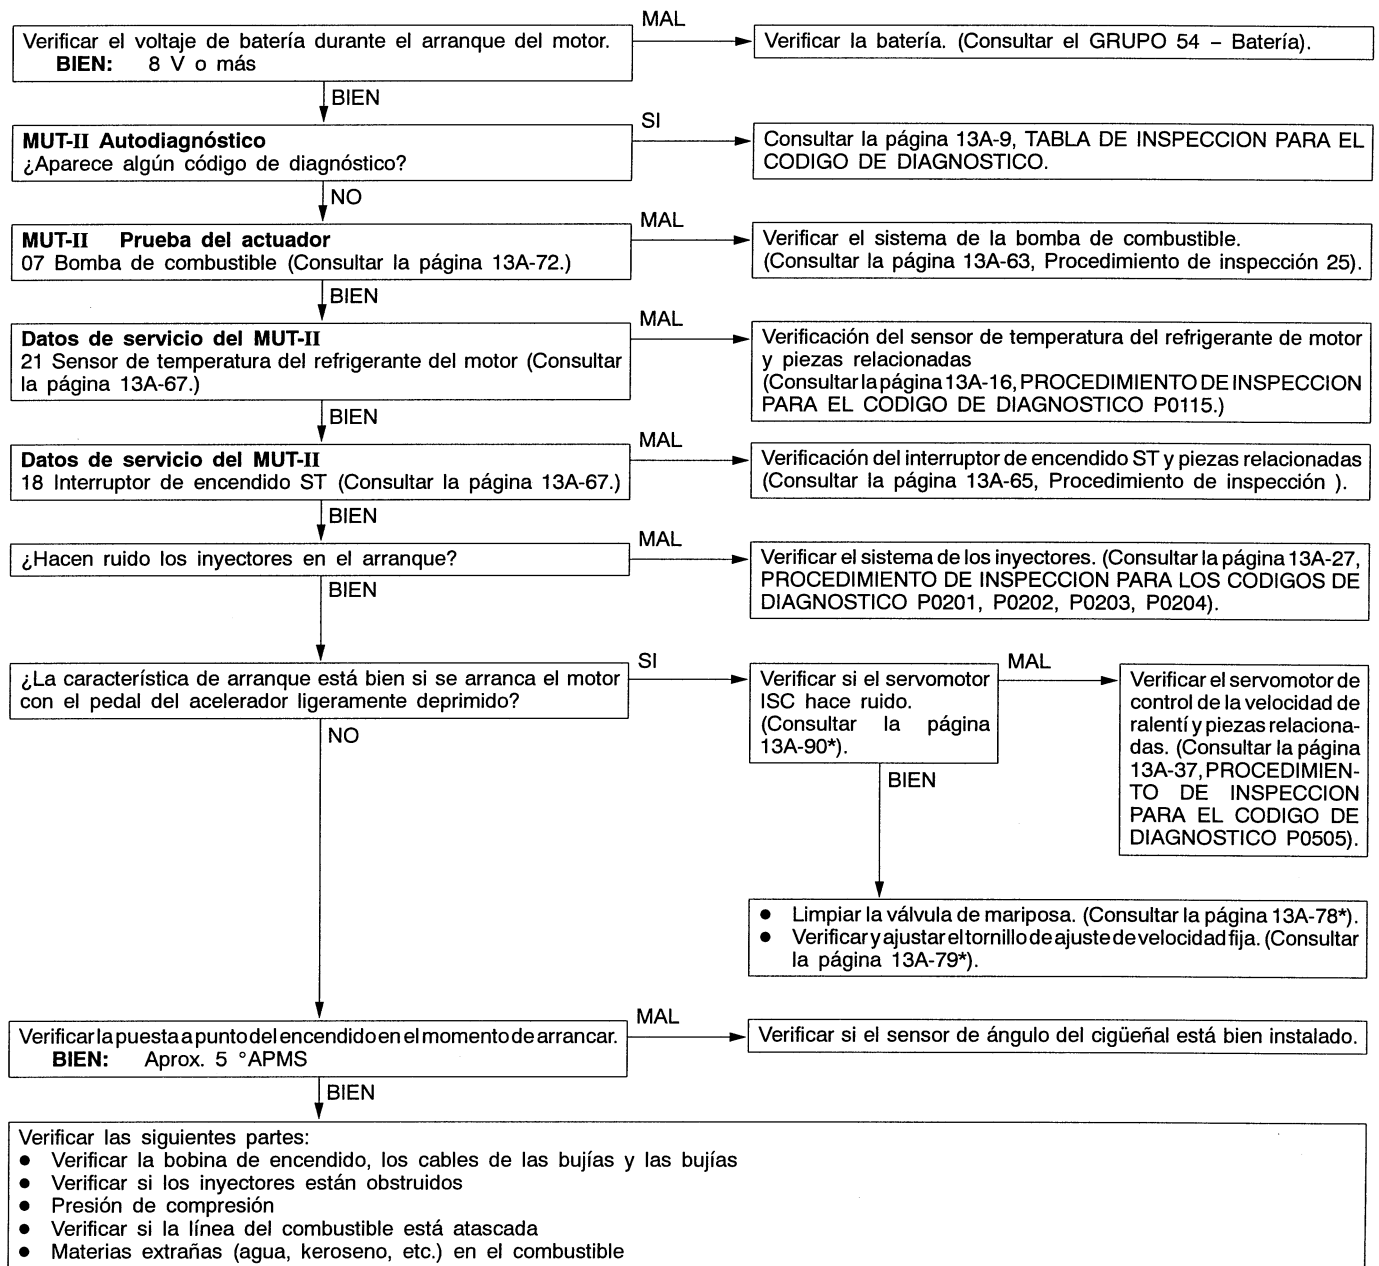 Verificar el voltaje de batería durante el arranque del motor.
BIEN: 8 V o más
MAL
Verificar la batería. (Consultar el GRUPO 54 – Batería).
BIEN
MUT-II Autodiagnóstico
¿Aparece algún código de diagnóstico?
SI
Consultar la página 13A-9, TABLA DE INSPECCION PARA EL
CODIGO DE DIAGNOSTICO.
NO
MUT-II Prueba del actuador
07 Bomba de combustible (Consultar la página 13A-72.)
MAL
Verificar el sistema de la bomba de combustible.
(Consultar la página 13A-63, Procedimiento de inspección 25).
BIEN
Datos de servicio del MUT-II
21 Sensor de temperatura del refrigerante del motor (Consultar
la página 13A-67.)
MAL
Verificación del sensor de temperatura del refrigerante de motor
y piezas relacionadas
(Consultar la página 13A-16, PROCEDIMIENTO DE INSPECCION
PARA EL CODIGO DE DIAGNOSTICO P0115.)
BIEN
Datos de servicio del MUT-II
18 Interruptor de encendido ST (Consultar la página 13A-67.)
MAL
Verificación del interruptor de encendido ST y piezas relacionadas
(Consultar la página 13A-65, Procedimiento de inspección ).
BIEN
¿Hacen ruido los inyectores en el arranque?
MAL
Verificar el sistema de los inyectores. (Consultar la página 13A-27,
PROCEDIMIENTO DE INSPECCION PARA LOS CODIGOS DE
DIAGNOSTICO P0201, P0202, P0203, P0204).
BIEN
¿La característica de arranque está bien si se arranca el motor
con el pedal del acelerador ligeramente deprimido?
SI
Verificar si el servomotor
ISC hace ruido.
(Consultar la página
13A-90*).
MAL
Verificar el servomotor de
control de la velocidad de
ralentí y piezas relaciona-
das. (Consultar la página
13A-37, PROCEDIMIEN-
TO DE INSPECCION
PARA EL CODIGO DE
DIAGNOSTICO P0505).
NO
BIEN
● Limpiar la válvula de mariposa. (Consultar la página 13A-78*).
● Verificar y ajustar el tornillo de ajuste de velocidad fija. (Consultar
la página 13A-79*).
Verificar la puesta a punto del encendido en el momento de arrancar.
BIEN: Aprox. 5 °APMS
MAL
Verificar si el sensor de ángulo del cigüeñal está bien instalado.
BIEN
Verificar las siguientes partes:
● Verificar la bobina de encendido, los cables de las bujías y las bujías
● Verificar si los inyectores están obstruidos
● Presión de compresión
● Verificar si la línea del combustible está atascada
● Materias extrañas (agua, keroseno, etc.) en el combustible